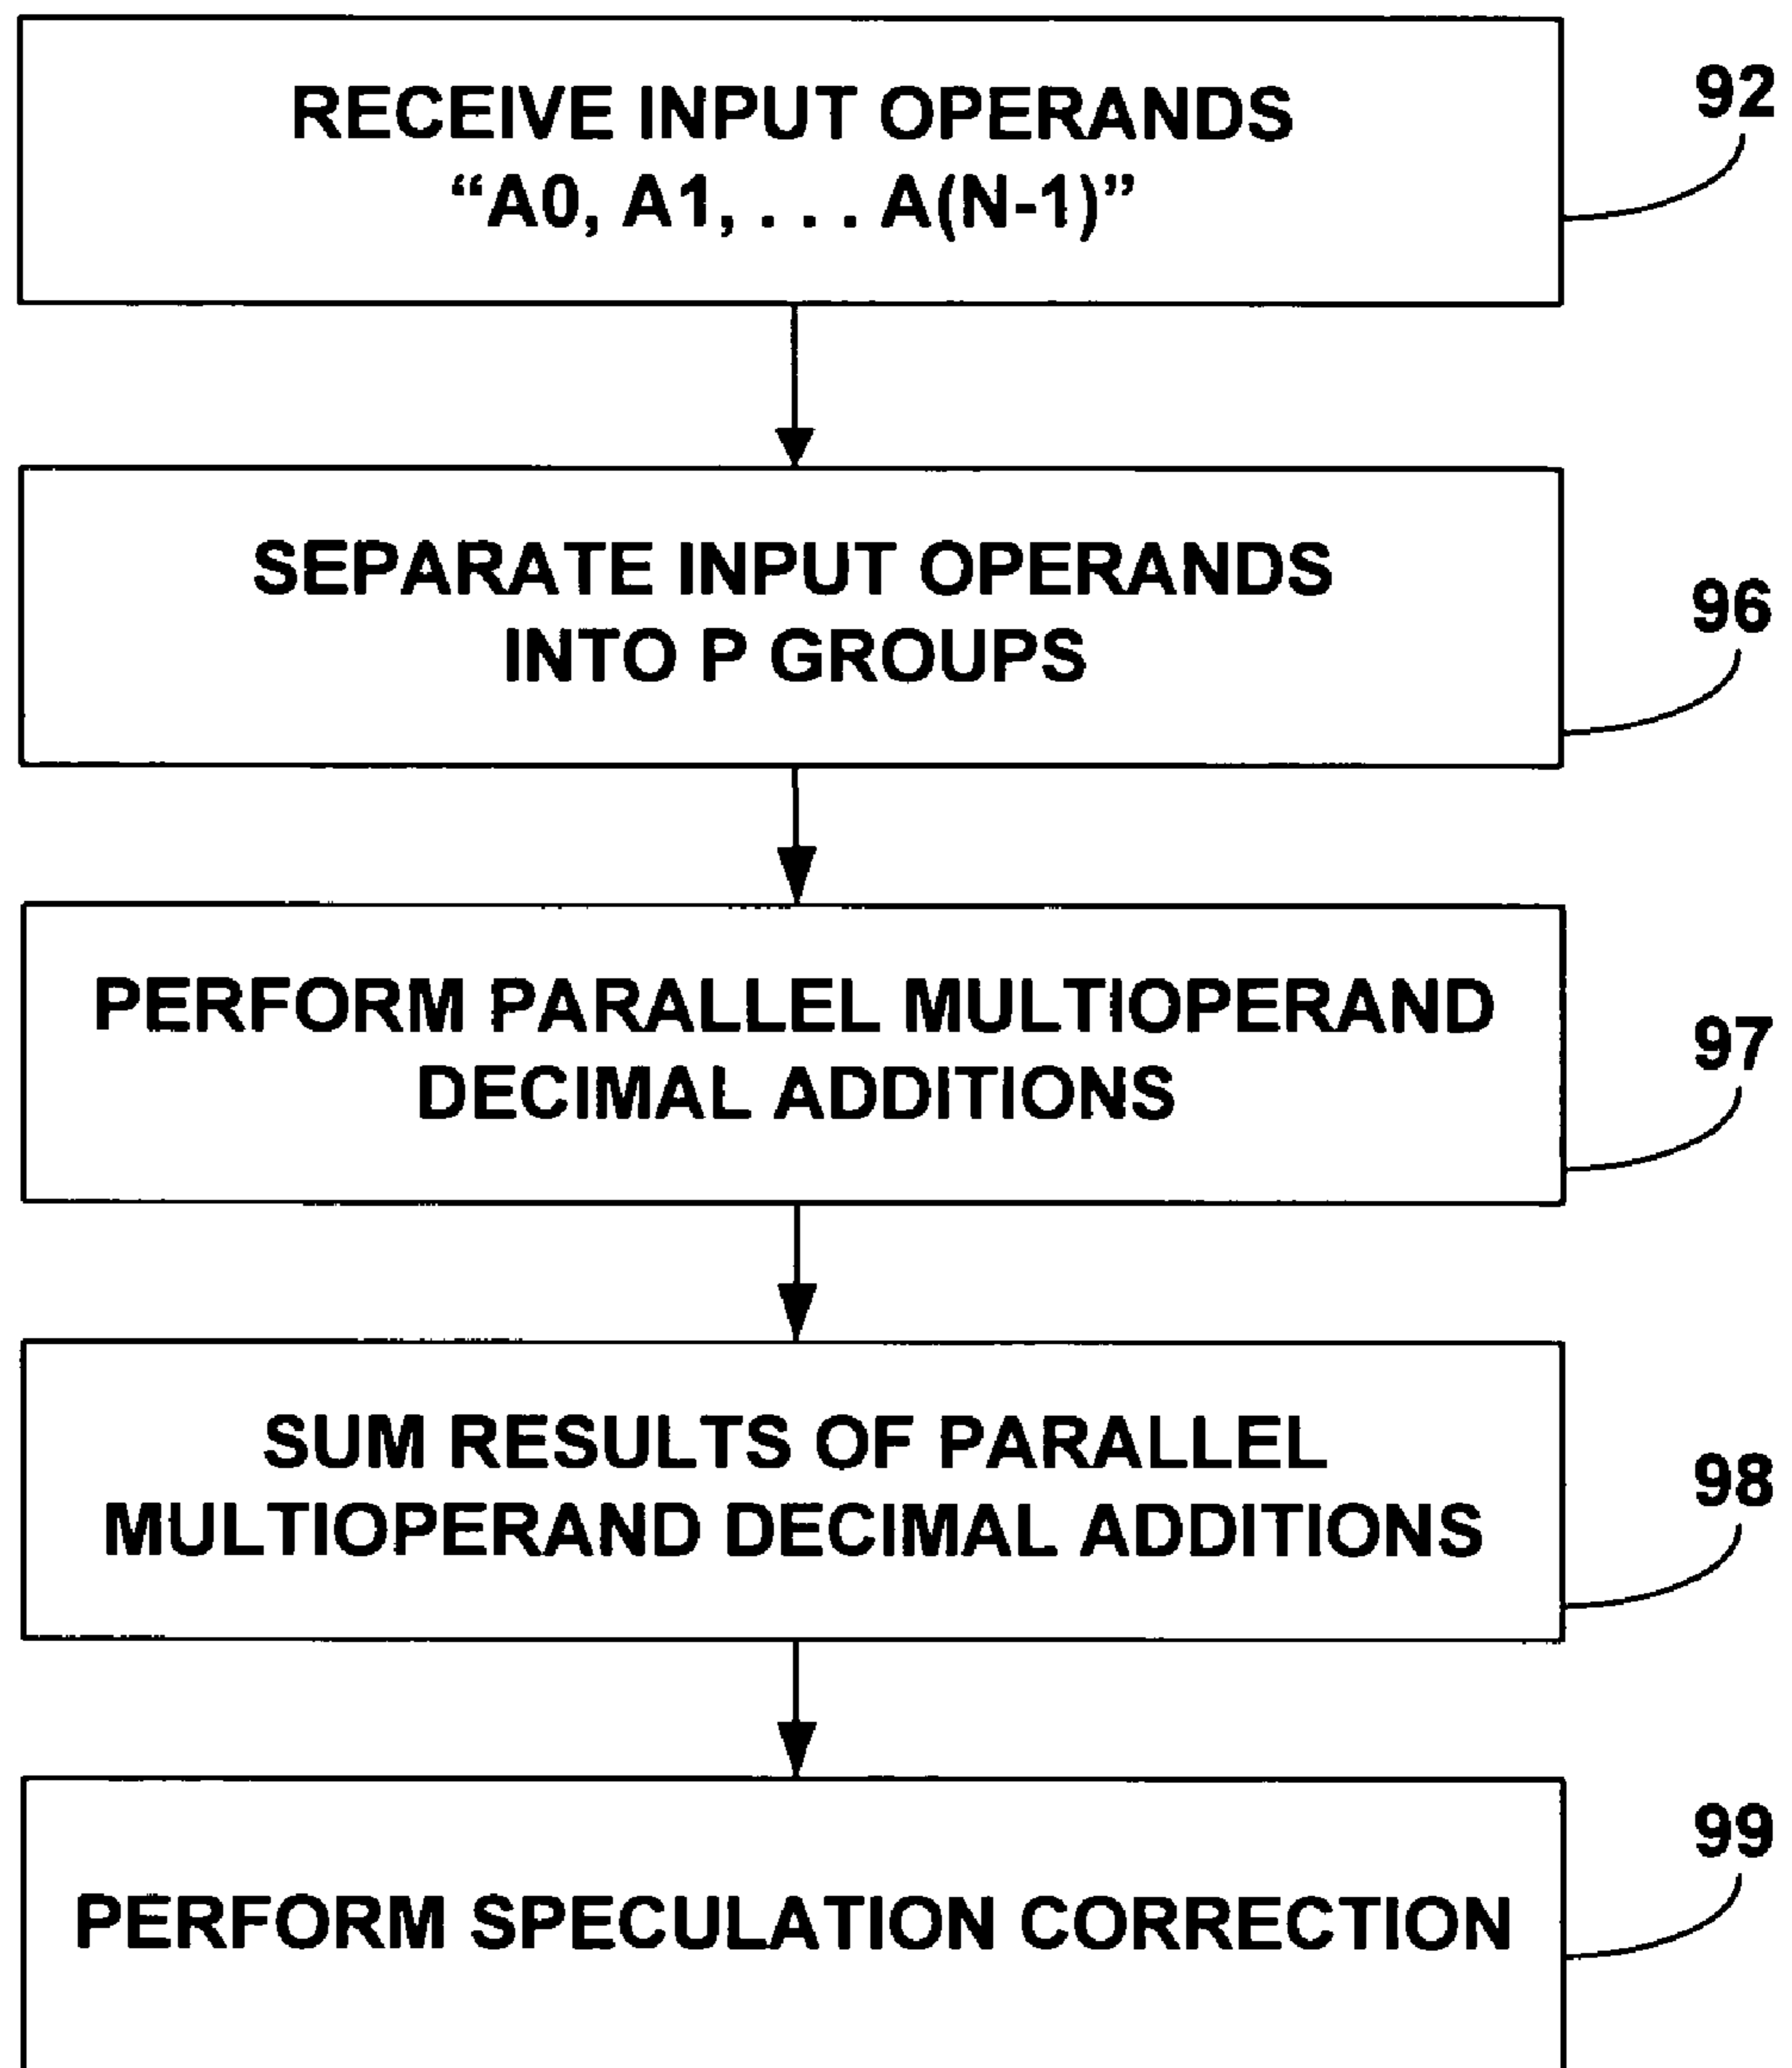 RECEIVE INPUT OPERANDS
“A0, A1, . . . A(N-1)”
92
SEPARATE INPUT OPERANDS
INTO P GROUPS
96
PERFORM PARALLEL MULTIOPERAND
DECIMAL ADDITIONS
97
SUM RESULTS OF PARALLEL
MULTIOPERAND DECIMAL ADDITIONS
98
PERFORM SPECULATION CORRECTION
99